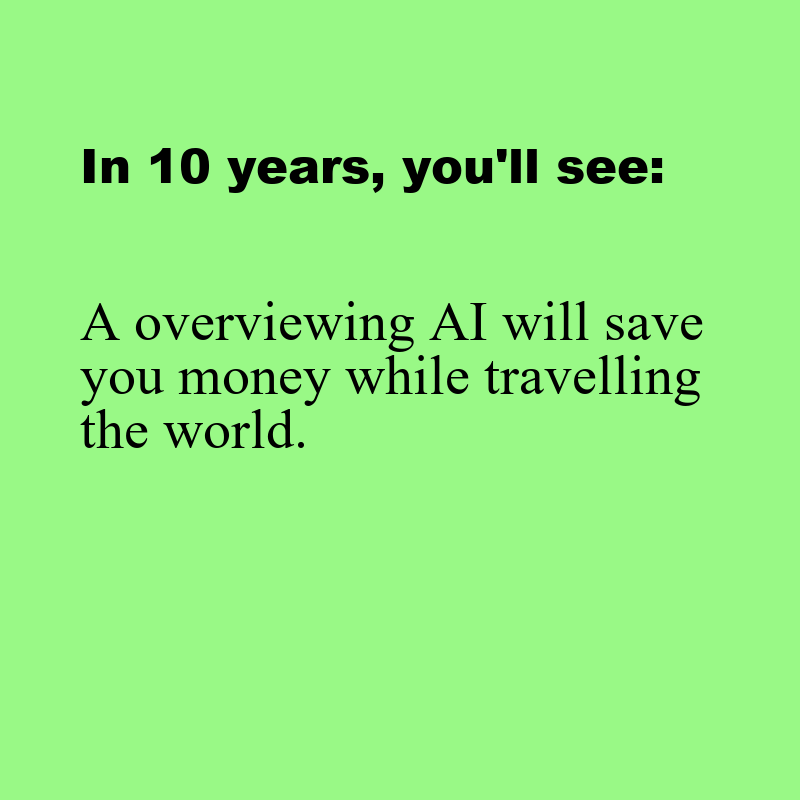 In 10 years, you'll see:
A overviewing AI will save
you money while travelling
the world.